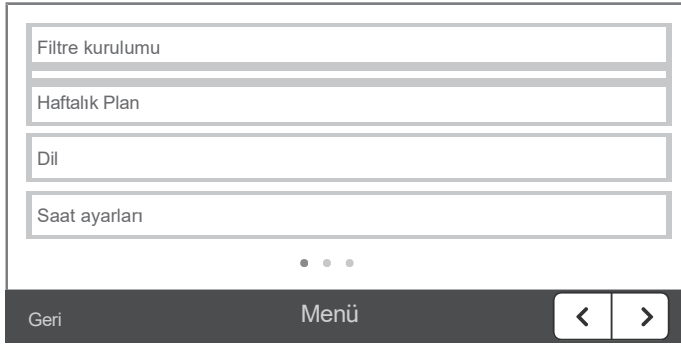 Filtre kurulumu
Haftalık Plan
Dil
Saat ayarları
Geri
Menü